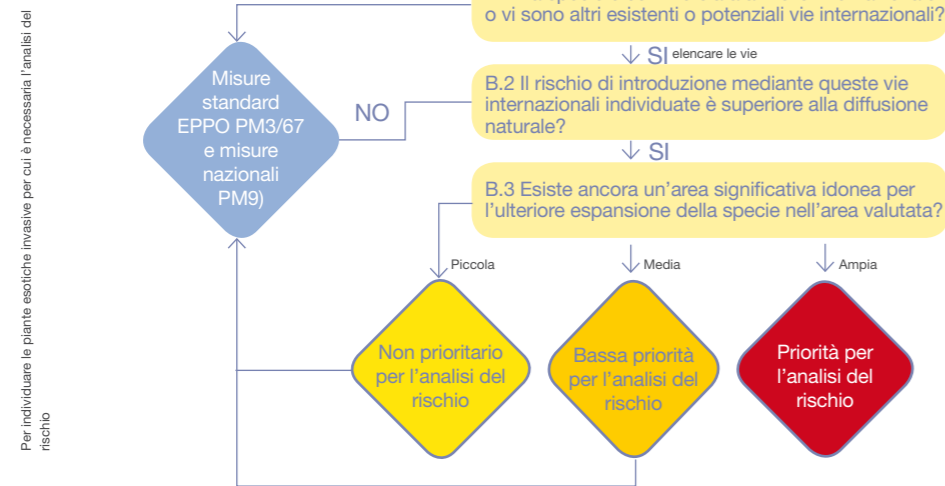 o vi sono altri esistenti o potenziali vie internazionali?
SI elencare le vie
Misure
standard
EPPO PM3/67
e misure
nazionali
PM9)
NO
B.2 Il rischio di introduzione mediante queste vie
internazionali individuate è superiore alla diffusione
naturale?
SI
B.3 Esiste ancora un'area significativa idonea per
l'ulteriore espansione della specie nell'area valutata?
Piccola
Media
Ampia
Non prioritario
per l'analisi del
rischio
Bassa priorità
per l'analisi del
rischio
Priorità per
l'analisi del
rischio
Per individuare le piante esotiche invasive per cui è necessaria l'analisi del
rischio